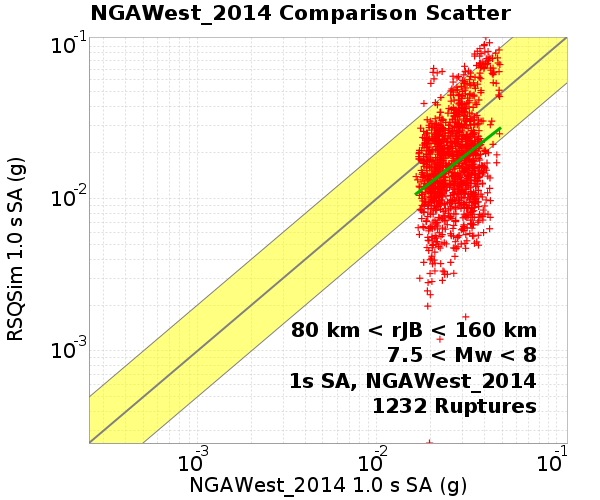 NGAWest_2014 Comparison Scatter
RSQSim 1.0 s SA (g)
10-1
10-2
10-3
80 km < rJB < 160 km
7.5 < Mw < 8
1s SA, NGAWest_2014
1232 Ruptures
10-3 10-2 10-1
NGAWest_2014 1.0 s SA (g)